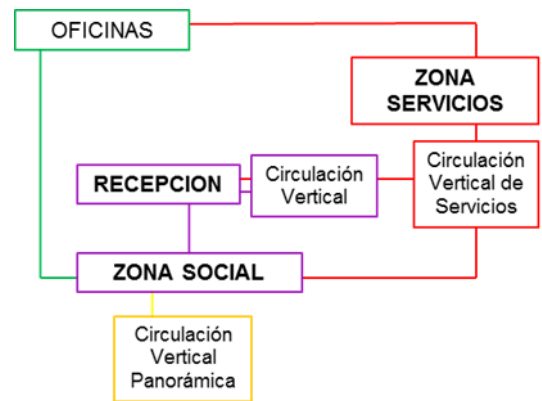 OFICINAS
ZONA
SERVICIOS
RECEPCION
Circulación
Vertical
Circulación
Vertical de
Servicios
ZONA SOCIAL
Circulación
Vertical
Panorámica